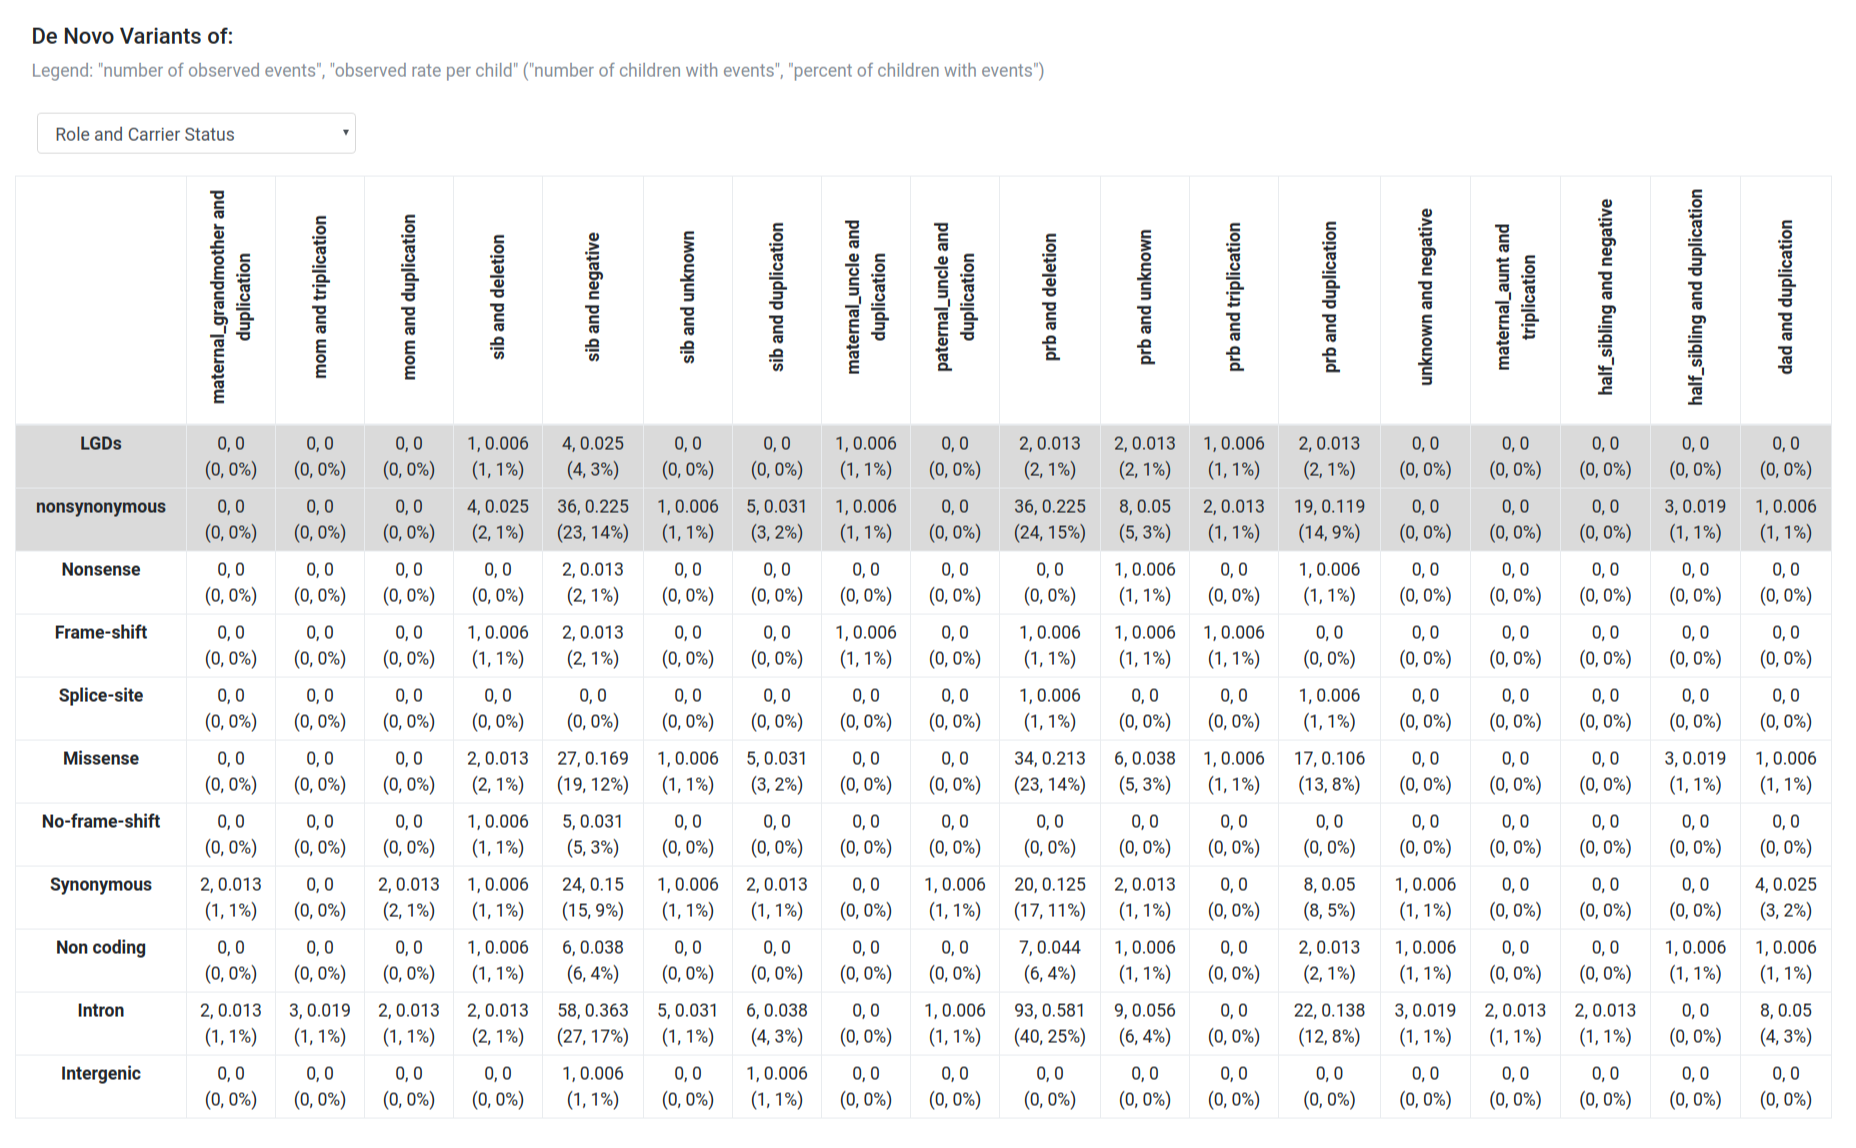 De Novo Variants of:
Legend: "number of observed events", "observed rate per child" ("number of children with events", "percent of children with events")
Role and Carrier Status
maternal_grandmother and duplication
mom and triplication
mom and duplication
sib and deletion
sib and negative
sib and unknown
sib and duplication
maternal_uncle and duplication
paternal_uncle and duplication
prb and deletion
prb and unknown
prb and triplication
prb and duplication
unknown and negative
maternal_aunt and triplication
half_sibling and negative
half_sibling and duplication
dad and duplication
LGDs 0, 0 0, 0 0, 0 1, 0.006 4, 0.025 0, 0 0, 0 1, 0.006 0, 0 2, 0.013 2, 0.013 1, 0.006 2, 0.013 0, 0 0, 0 0, 0 0, 0 0, 0
(0, 0%) (0, 0%) (0, 0%) (1, 1%) (4, 3%) (0, 0%) (0, 0%) (1, 1%) (0, 0%) (2, 1%) (2, 1%) (1, 1%) (2, 1%) (0, 0%) (0, 0%) (0, 0%) (0, 0%) (0, 0%)
nonsynonymous 0, 0 0, 0 0, 0 4, 0.025 36, 0.225 1, 0.006 5, 0.031 1, 0.006 0, 0 36, 0.225 8, 0.05 2, 0.013 19, 0.119 0, 0 0, 0 0, 0 3, 0.019 1, 0.006
(0, 0%) (0, 0%) (0, 0%) (2, 1%) (23, 14%) (1, 1%) (3, 2%) (1, 1%) (0, 0%) (24, 15%) (5, 3%) (1, 1%) (14, 9%) (0, 0%) (0, 0%) (0, 0%) (1, 1%) (1, 1%)
Nonsense 0, 0 0, 0 0, 0 0, 0 2, 0.013 0, 0 0, 0 0, 0 0, 0 0, 0 1, 0.006 0, 0 1, 0.006 0, 0 0, 0 0, 0 0, 0 0, 0
(0, 0%) (0, 0%) (0, 0%) (0, 0%) (2, 1%) (0, 0%) (0, 0%) (0, 0%) (0, 0%) (0, 0%) (1, 1%) (0, 0%) (1, 1%) (0, 0%) (0, 0%) (0, 0%) (0, 0%) (0, 0%)
Frame-shift 0, 0 0, 0 0, 0 1, 0.006 2, 0.013 0, 0 0, 0 1, 0.006 0, 0 1, 0.006 1, 0.006 1, 0.006 0, 0 0, 0 0, 0 0, 0 0, 0 0, 0
(0, 0%) (0, 0%) (0, 0%) (1, 1%) (2, 1%) (0, 0%) (0, 0%) (1, 1%) (0, 0%) (1, 1%) (1, 1%) (1, 1%) (0, 0%) (0, 0%) (0, 0%) (0, 0%) (0, 0%) (0, 0%)
Splice-site 0, 0 0, 0 0, 0 0, 0 0, 0 0, 0 0, 0 0, 0 0, 0 1, 0.006 0, 0 0, 0 1, 0.006 0, 0 0, 0 0, 0 0, 0 0, 0
(0, 0%) (0, 0%) (0, 0%) (0, 0%) (0, 0%) (0, 0%) (0, 0%) (0, 0%) (0, 0%) (1, 1%) (0, 0%) (0, 0%) (1, 1%) (0, 0%) (0, 0%) (0, 0%) (0, 0%) (0, 0%)
Missense 0, 0 0, 0 0, 0 2, 0.013 27, 0.169 1, 0.006 5, 0.031 0, 0 0, 0 34, 0.213 6, 0.038 1, 0.006 17, 0.106 0, 0 0, 0 0, 0 3, 0.019 1, 0.006
(0, 0%) (0, 0%) (0, 0%) (2, 1%) (19, 12%) (1, 1%) (3, 2%) (0, 0%) (0, 0%) (23, 14%) (5, 3%) (1, 1%) (13, 8%) (0, 0%) (0, 0%) (0, 0%) (1, 1%) (1, 1%)
No-frame-shift 0, 0 0, 0 0, 0 1, 0.006 5, 0.031 0, 0 0, 0 0, 0 0, 0 0, 0 0, 0 0, 0 0, 0 0, 0 0, 0 0, 0 0, 0 0, 0
(0, 0%) (0, 0%) (0, 0%) (1, 1%) (5, 3%) (0, 0%) (0, 0%) (0, 0%) (0, 0%) (0, 0%) (0, 0%) (0, 0%) (0, 0%) (0, 0%) (0, 0%) (0, 0%) (0, 0%) (0, 0%)
Synonymous 2, 0.013 0, 0 2, 0.013 1, 0.006 24, 0.15 1, 0.006 2, 0.013 0, 0 1, 0.006 20, 0.125 2, 0.013 0, 0 8, 0.05 1, 0.006 0, 0 0, 0 0, 0 4, 0.025
(1, 1%) (0, 0%) (2, 1%) (1, 1%) (15, 9%) (1, 1%) (1, 1%) (0, 0%) (1, 1%) (17, 11%) (1, 1%) (0, 0%) (8, 5%) (1, 1%) (0, 0%) (0, 0%) (0, 0%) (3, 2%)
Non coding 0, 0 0, 0 0, 0 1, 0.006 6, 0.038 0, 0 0, 0 0, 0 0, 0 7, 0.044 1, 0.006 0, 0 2, 0.013 1, 0.006 0, 0 0, 0 1, 0.006 1, 0.006
(0, 0%) (0, 0%) (0, 0%) (1, 1%) (6, 4%) (0, 0%) (0, 0%) (0, 0%) (0, 0%) (6, 4%) (1, 1%) (0, 0%) (2, 1%) (1, 1%) (0, 0%) (0, 0%) (1, 1%) (1, 1%)
Intron 2, 0.013 3, 0.019 2, 0.013 2, 0.013 58, 0.363 5, 0.031 6, 0.038 0, 0 1, 0.006 93, 0.581 9, 0.056 0, 0 22, 0.138 3, 0.019 2, 0.013 2, 0.013 0, 0 8, 0.05
(1, 1%) (1, 1%) (1, 1%) (2, 1%) (27, 17%) (1, 1%) (4, 3%) (0, 0%) (1, 1%) (40, 25%) (6, 4%) (0, 0%) (12, 8%) (1, 1%) (1, 1%) (1, 1%) (0, 0%) (4, 3%)
Intergenic 0, 0 0, 0 0, 0 0, 0 1, 0.006 0, 0 1, 0.006 0, 0 0, 0 0, 0 0, 0 0, 0 0, 0 0, 0 0, 0 0, 0 0, 0 0, 0
(0, 0%) (0, 0%) (0, 0%) (0, 0%) (1, 1%) (0, 0%) (1, 1%) (0, 0%) (0, 0%) (0, 0%) (0, 0%) (0, 0%) (0, 0%) (0, 0%) (0, 0%) (0, 0%) (0, 0%) (0, 0%)